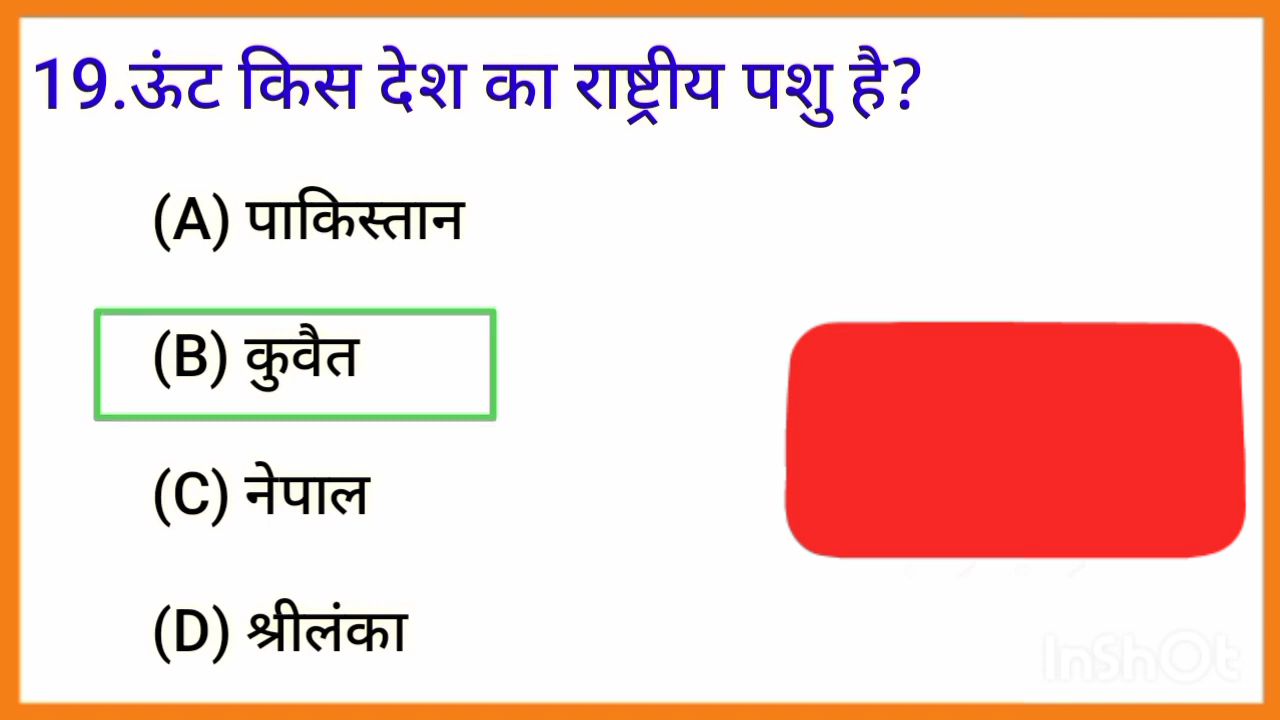 19.ऊंट किस देश का राष्ट्रीय पशु है?
(A) पाकिस्तान
(B) कुवैत
(C) नेपाल
(D) श्रीलंका
InShOt